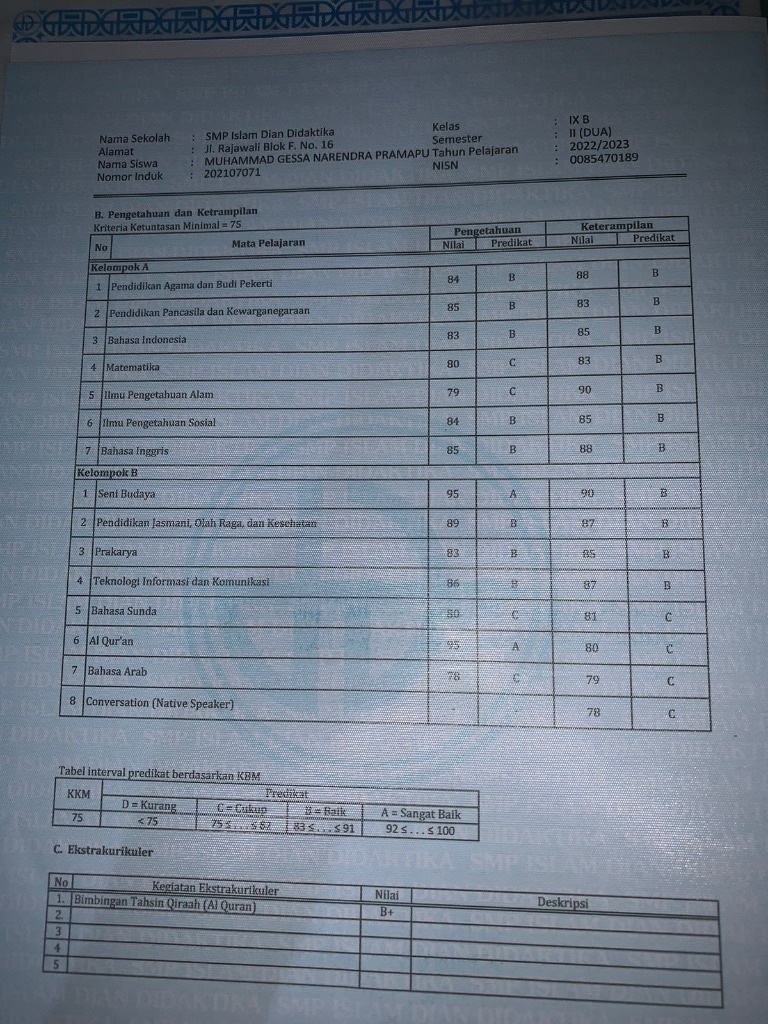 Nama Sekolah : SMP Islam Dian Didaktika Kelas : IX B
Alamat : Jl. Rajawali Blok F. No. 16 Semester : II (DUA)
Nama Siswa : MUHAMMAD GESSA NARENDRA PRAMAPU Tahun Pelajaran : 2022/2023
Nomor Induk : 202107071 NISN : 0085470189
B. Pengetahuan dan Ketrampilan
Kriteria Ketuntasan Minimal = 75
No Mata Pelajaran Pengetahuan Keterampilan
Nilai Predikat Nilai Predikat
Kelompok A
1 Pendidikan Agama dan Budi Pekerti 84 B 88 B
2 Pendidikan Pancasila dan Kewarganegaraan 85 B 83 B
3 Bahasa Indonesia 83 B 85 B
4 Matematika 80 C 83 B
5 Ilmu Pengetahuan Alam 79 C 90 B
6 Ilmu Pengetahuan Sosial 84 B 85 B
7 Bahasa Inggris 85 B 88 B
Kelompok B
1 Seni Budaya 95 A 90 B
2 Pendidikan Jasmani, Olah Raga, dan Kesehatan 89 B 87 B
3 Prakarya 83 B 85 B
4 Teknologi Informasi dan Komunikasi 86 B 87 B
5 Bahasa Sunda 80 C 81 C
6 Al Qur'an 95 A 80 C
7 Bahasa Arab 78 C 79 C
8 Conversation (Native Speaker) - - 78 C
Tabel interval predikat berdasarkan KBM
KKM Predikat
D = Kurang C = Cukup B = Baik A = Sangat Baik
75 < 75 75 ≤ . . . ≤ 82 83 ≤ . . . ≤ 91 92 ≤ . . . ≤ 100
C. Ekstrakurikuler
No Kegiatan Ekstrakurikuler Nilai Deskripsi
1. Bimbingan Tahsin Qiraah (Al Quran) B+
2.
3
4
5